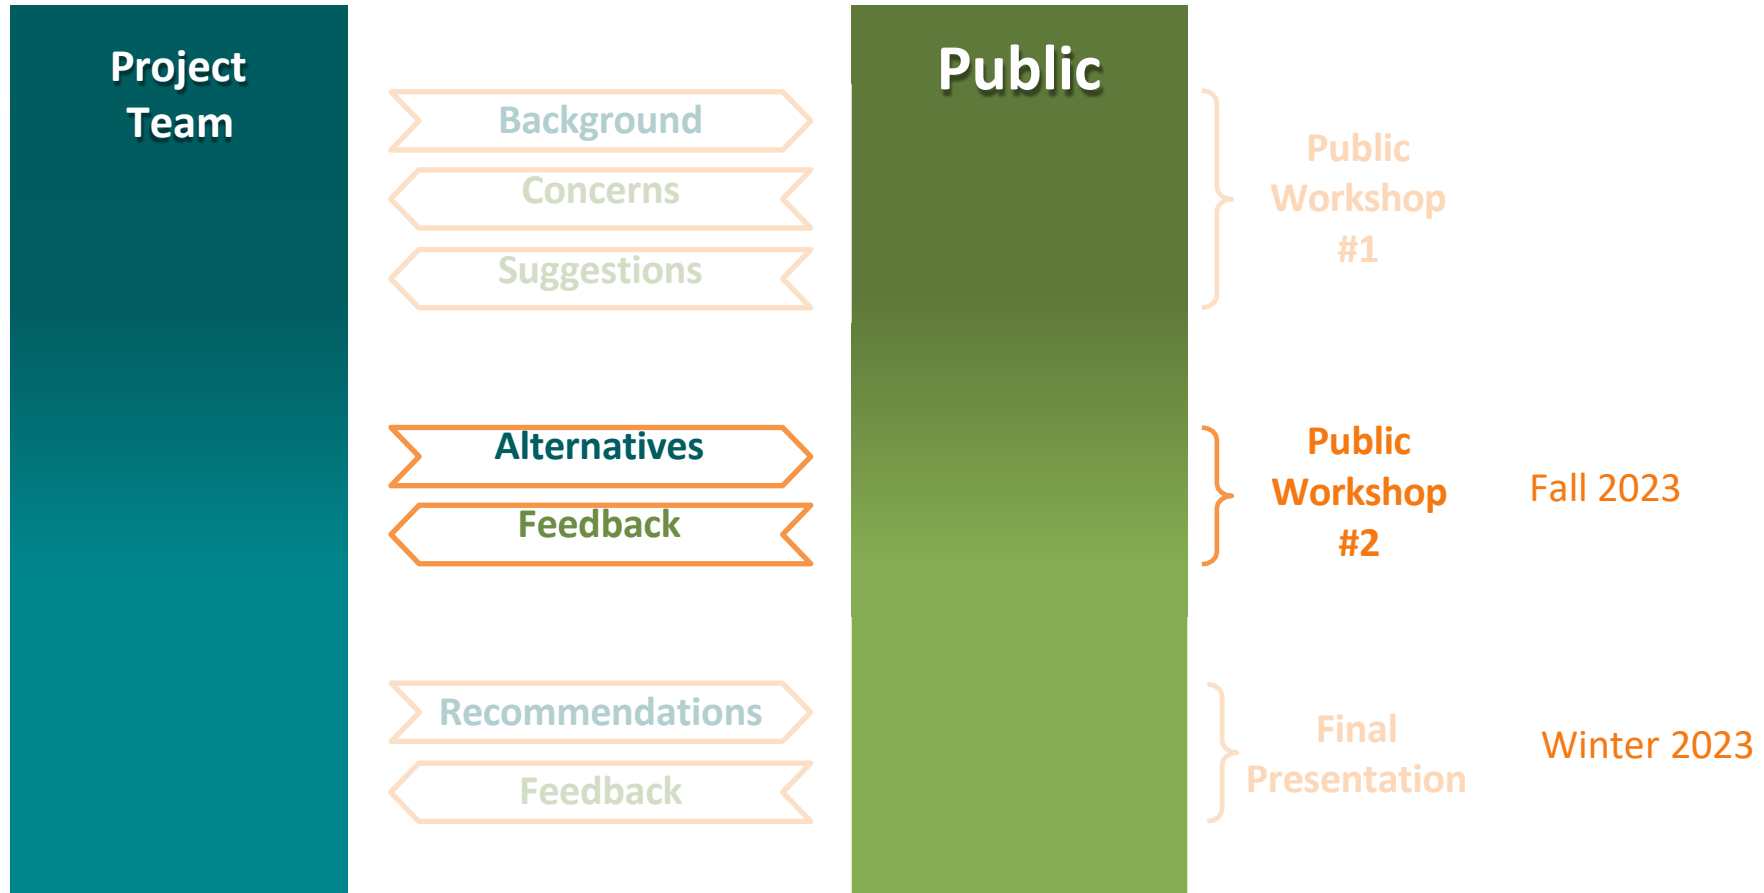 Project
Team
Public
Background
Concerns
Suggestions
Public
Workshop
#1
Alternatives
Feedback
Public
Workshop
#2
Fall 2023
Recommendations
Feedback
Final
Presentation
Winter 2023